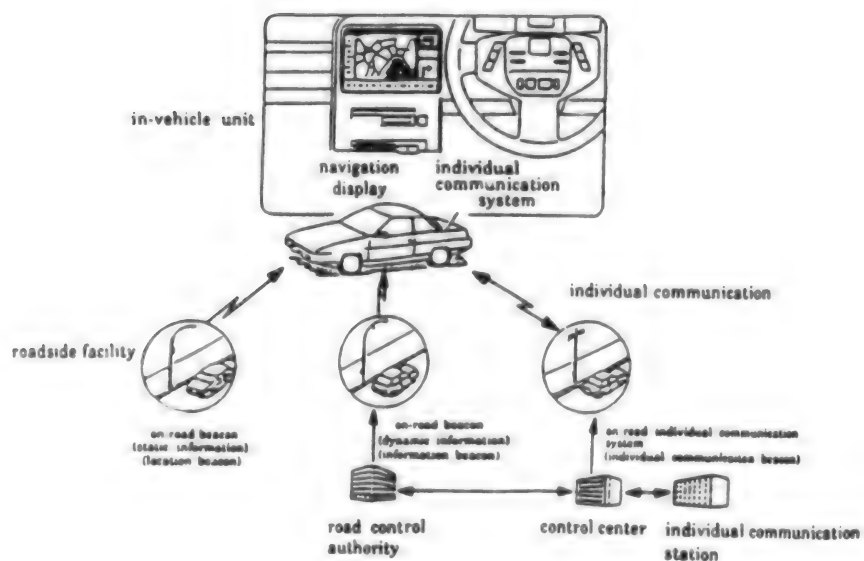 in-vehicle unit
navigation
display
individual
communication
system
individual communication
roadside facility
on-road beacon
(static information)
(location beacon)
on-road beacon
(dynamic information)
(information beacon)
on road individual communication
system
(individual communication beacon)
road control
authority
control center
individual communication
station